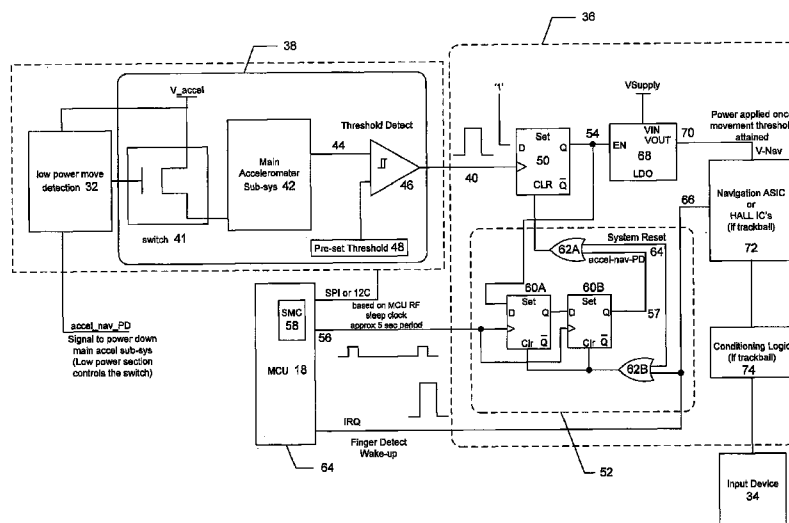 38
36
V_accel
low power move
detection 32
switch 41
Main
Accelerometer
Sub-sys 42
44
Threshold Detect
46
Pre-set Threshold 48
40
'1'
Set
D Q
50
CLR Q
54
VSupply
VIN
EN VOUT
68
LDO
70
Power applied once
movement threshold
attained
V-Nav
66
Navigation ASIC
or
HALL IC's
(if trackball)
72
System Reset
62A
64
accel-nav-PD
60A
60B
Set
D Q
Clr Q
Set
D Q
Clr Q
57
62B
52
SPI or 12C
SMC
58
56
based on MCU RF
sleep clock
approx 5 sec period
MCU 18
IRQ
Finger Detect
Wake-up
64
accel_nav_PD
Signal to power down
main accel sub-sys
(Low power section
controls the switch)
Conditioning Logic
(if trackball)
74
Input Device
34